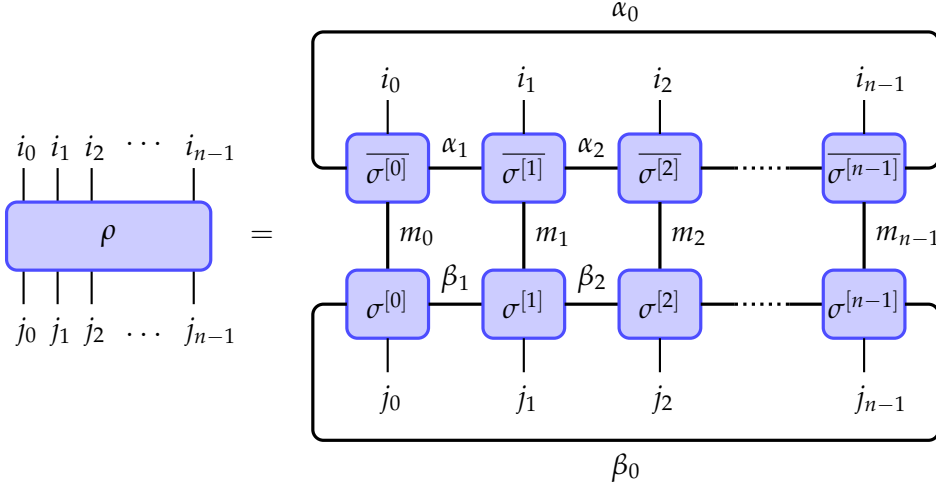 α₀
i₀ i₁ i₂ iₙ₋₁
i₀ i₁ i₂ ··· iₙ₋₁
α₁ α₂
σ̅^[0] σ̅^[1] σ̅^[2] ······ σ̅^[n−1]
ρ = m₀ m₁ m₂ mₙ₋₁
β₁ β₂
σ^[0] σ^[1] σ^[2] ······ σ^[n−1]
j₀ j₁ j₂ ··· jₙ₋₁
j₀ j₁ j₂ jₙ₋₁
β₀